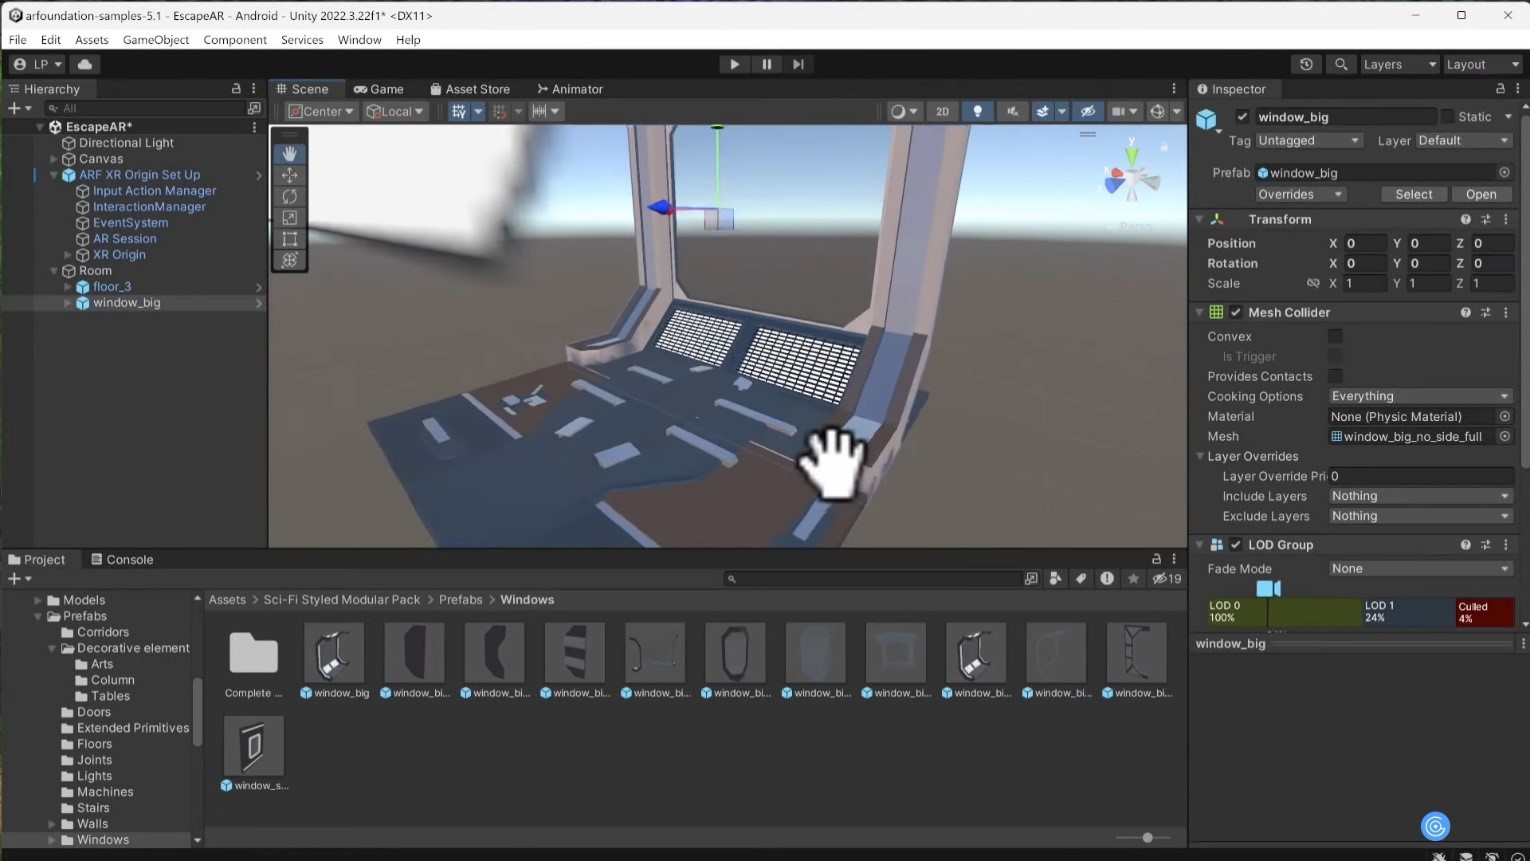 arfoundation-samples-5.1 - EscapeAR - Android - Unity 2022.3.22f1* <DX11>
File Edit Assets GameObject Component Services Window Help
LP Layers Layout
Hierarchy Scene Game Asset Store Animator Inspector
All Center Local 2D
EscapeAR*
Directional Light
Canvas
ARF XR Origin Set Up
Input Action Manager
InteractionManager
EventSystem
AR Session
XR Origin
Room
floor_3
window_big
y
window_big Static
Tag Untagged Layer Default
Prefab window_big
Overrides Select Open
Transform
Position X 0 Y 0 Z 0
Rotation X 0 Y 0 Z 0
Scale X 1 Y 1 Z 1
Mesh Collider
Convex
Is Trigger
Provides Contacts
Cooking Options Everything
Material None (Physic Material)
Mesh window_big_no_side_full
Layer Overrides
Layer Override Pri 0
Include Layers Nothing
Exclude Layers Nothing
LOD Group
Fade Mode None
LOD 0 LOD 1 Culled
100% 24% 4%
window_big
Project Console
19
Models
Prefabs
Corridors
Decorative element
Arts
Column
Tables
Doors
Extended Primitives
Floors
Joints
Lights
Machines
Stairs
Walls
Windows
Assets > Sci-Fi Styled Modular Pack > Prefabs > Windows
Complete ... window_big window_bi... window_bi... window_bi... window_bi... window_bi... window_bi... window_bi... window_bi... window_bi... window_bi...
window_s...